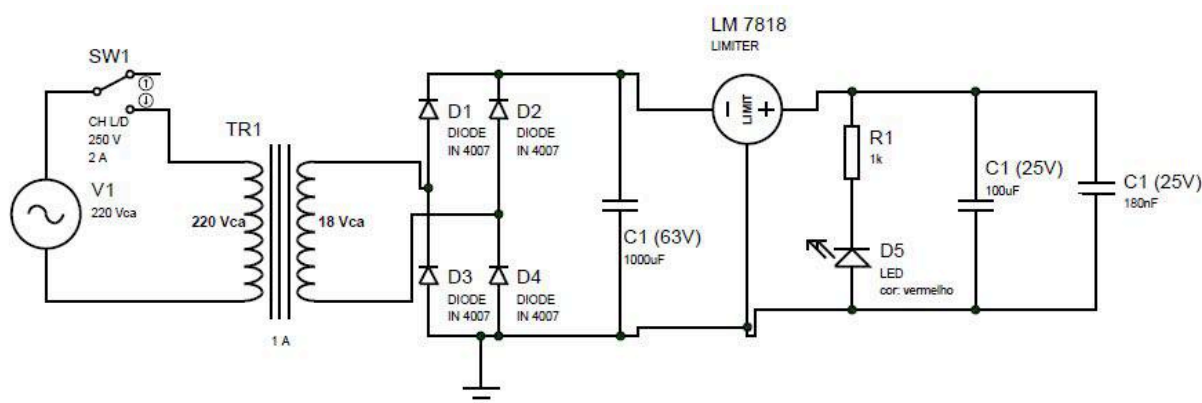 LM 7818
LIMITER
SW1
CH L/D
250 V
2 A
V1
220 Vca
TR1
220 Vca
18 Vca
1 A
D1
DIODE
IN 4007
D2
DIODE
IN 4007
D3
DIODE
IN 4007
D4
DIODE
IN 4007
C1 (63V)
1000uF
LIMIT
R1
1k
D5
LED
cor: vermelho
C1 (25V)
100uF
C1 (25V)
180nF